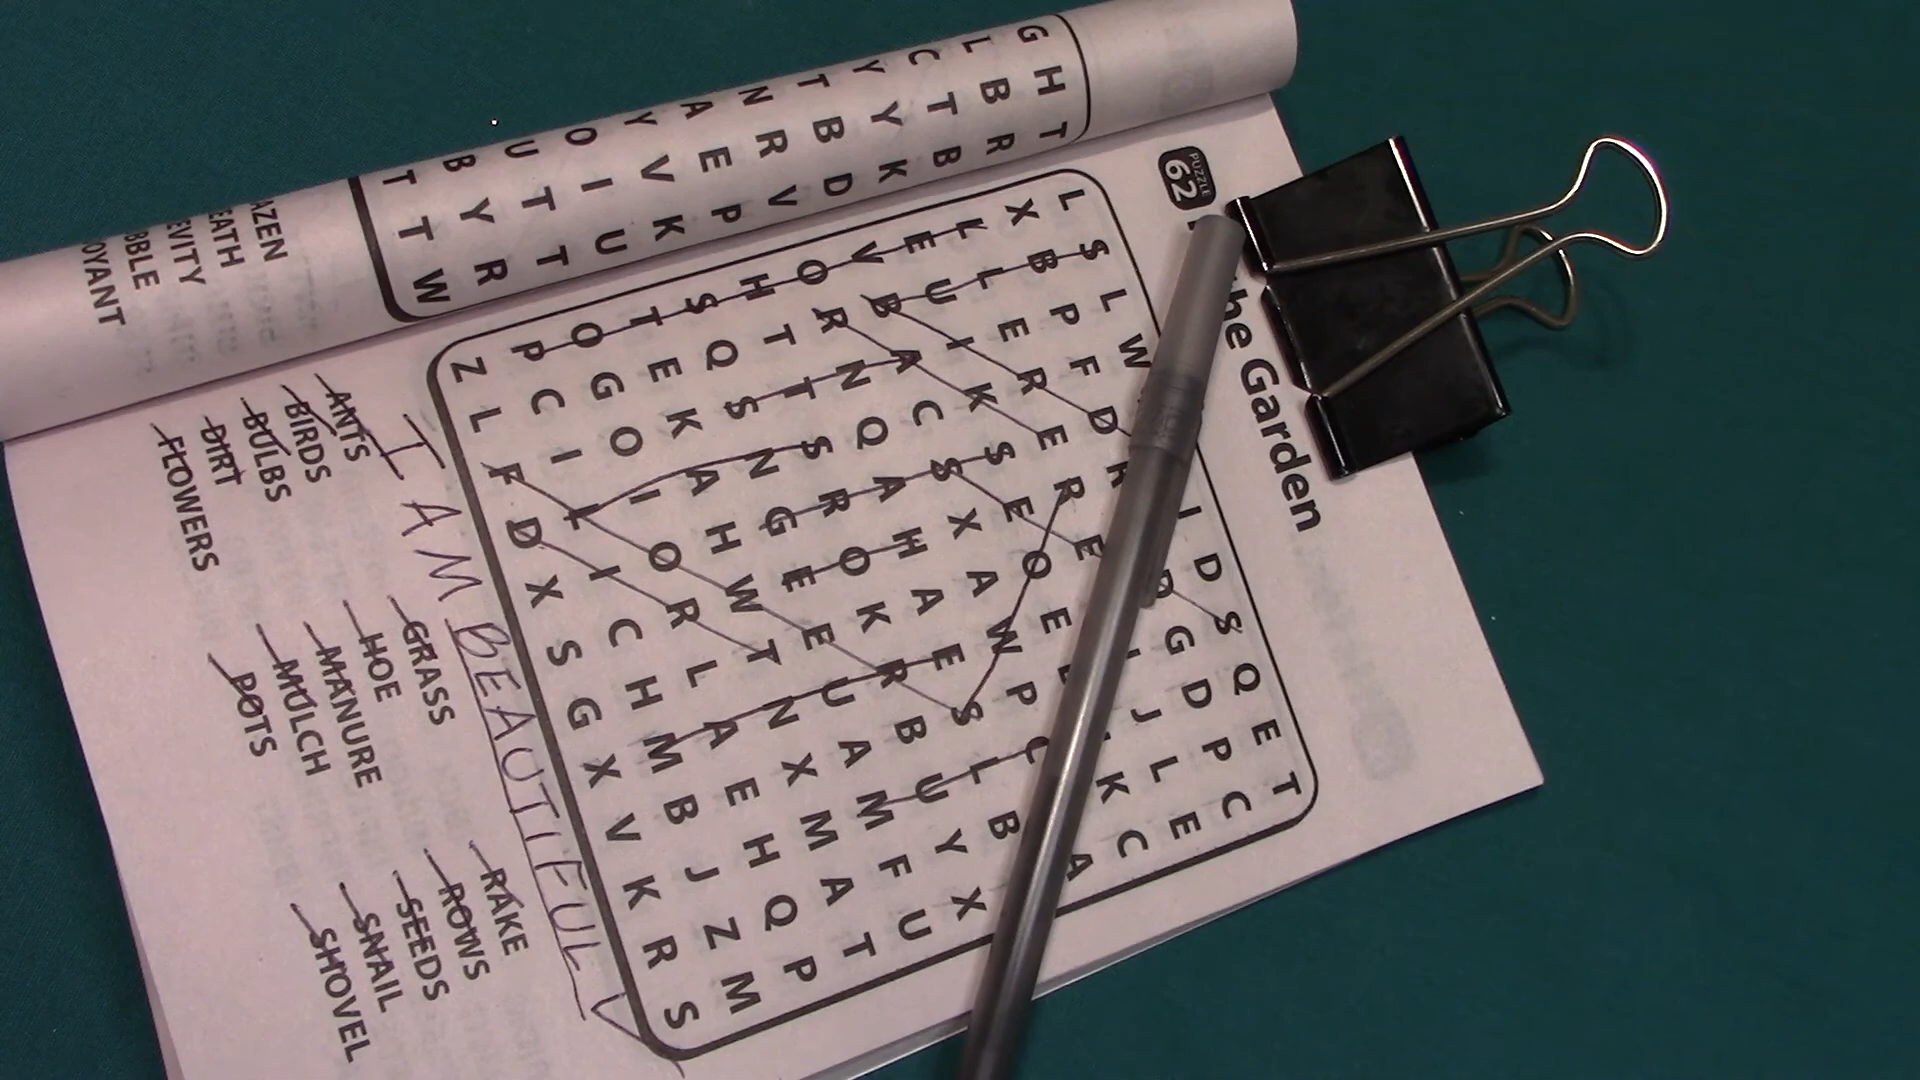 G H T
L B R
C T B
Y Y K
T B D
N R V
A E P
Y V K
O I U
U T T
B Y R
T T W
AZEN
EATH
EVITY
BBLE
OYANT
PUZZLE
62 he Garden
L S L W I D S Q E T
X B P F D R G D P C
L L E R E R E J L E
E U I K S E O E K C
V B A C S X A W P C A
O R N Q A H A E S L B
H T T S R O K R B U Y X
S Q S N G E E U A M F U
T E K A H W T N X M A T
O G O I O R L A E H Q P
P C I L I C H M B J Z M
Z L F D X S G X V K R S
I AM BEAUTIFUL
ANTS GRASS RAKE
BIRDS HOE ROWS
BULBS MANURE SEEDS
DIRT MULCH SNAIL
FLOWERS POTS SHOVEL